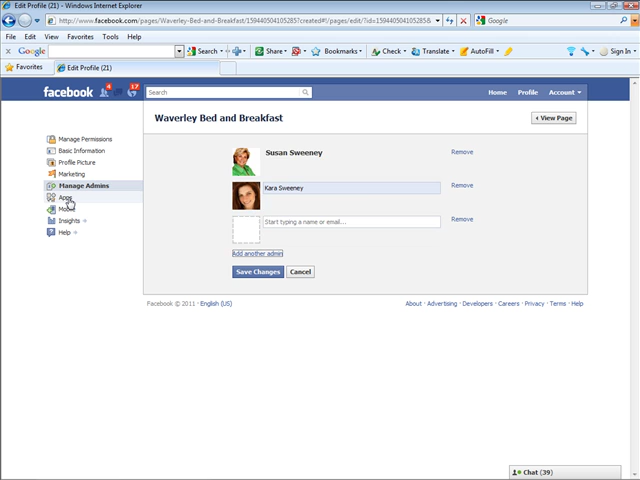 Edit Profile (21) - Windows Internet Explorer
http://www.facebook.com/pages/Waverley-Bed-and-Breakfast/159440504105285?created#!/pages/edit/?id=159440504105285&
Google
File Edit View Favorites Tools Help
x Google Search Share Bookmarks Check Translate AutoFill Sign In
Favorites Edit Profile (21)
facebook 4 17 Search Home Profile Account
Waverley Bed and Breakfast View Page
Manage Permissions
Basic Information
Profile Picture
Marketing
Manage Admins
Apps
Mobile
Insights
Help
Susan Sweeney Remove
Kara Sweeney Remove
Start typing a name or email... Remove
Add another admin
Save Changes Cancel
Facebook © 2011 · English (US) About · Advertising · Developers · Careers · Privacy · Terms · Help
Chat (39)